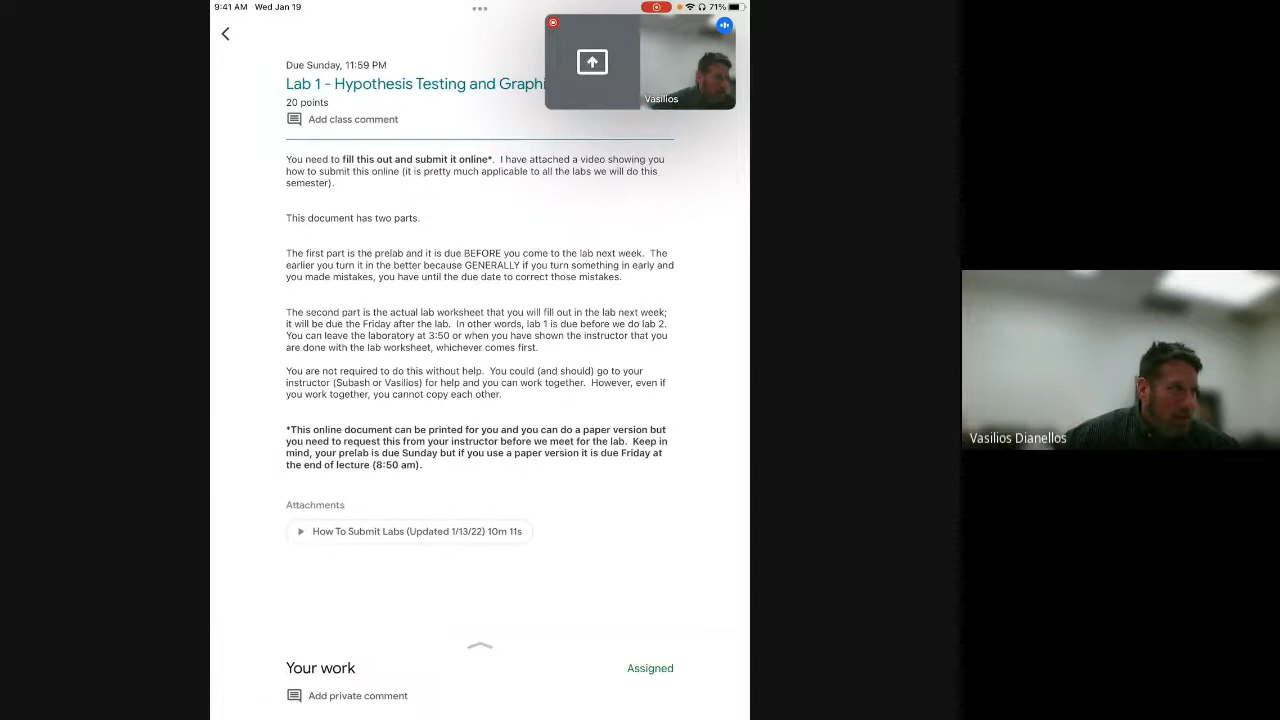 9:41 AM Wed Jan 19
71%
Due Sunday, 11:59 PM
Lab 1 - Hypothesis Testing and Graphi
20 points
Add class comment
Vasilios
You need to fill this out and submit it online*. I have attached a video showing you
how to submit this online (it is pretty much applicable to all the labs we will do this
semester).
This document has two parts.
The first part is the prelab and it is due BEFORE you come to the lab next week. The
earlier you turn it in the better because GENERALLY if you turn something in early and
you made mistakes, you have until the due date to correct those mistakes.
The second part is the actual lab worksheet that you will fill out in the lab next week;
it will be due the Friday after the lab. In other words, lab 1 is due before we do lab 2.
You can leave the laboratory at 3:50 or when you have shown the instructor that you
are done with the lab worksheet, whichever comes first.
You are not required to do this without help. You could (and should) go to your
instructor (Subash or Vasilios) for help and you can work together. However, even if
you work together, you cannot copy each other.
*This online document can be printed for you and you can do a paper version but
you need to request this from your instructor before we meet for the lab. Keep in
mind, your prelab is due Sunday but if you use a paper version it is due Friday at
the end of lecture (8:50 am).
Attachments
How To Submit Labs (Updated 1/13/22) 10m 11s
Your work
Assigned
Add private comment
Vasilios Dianellos